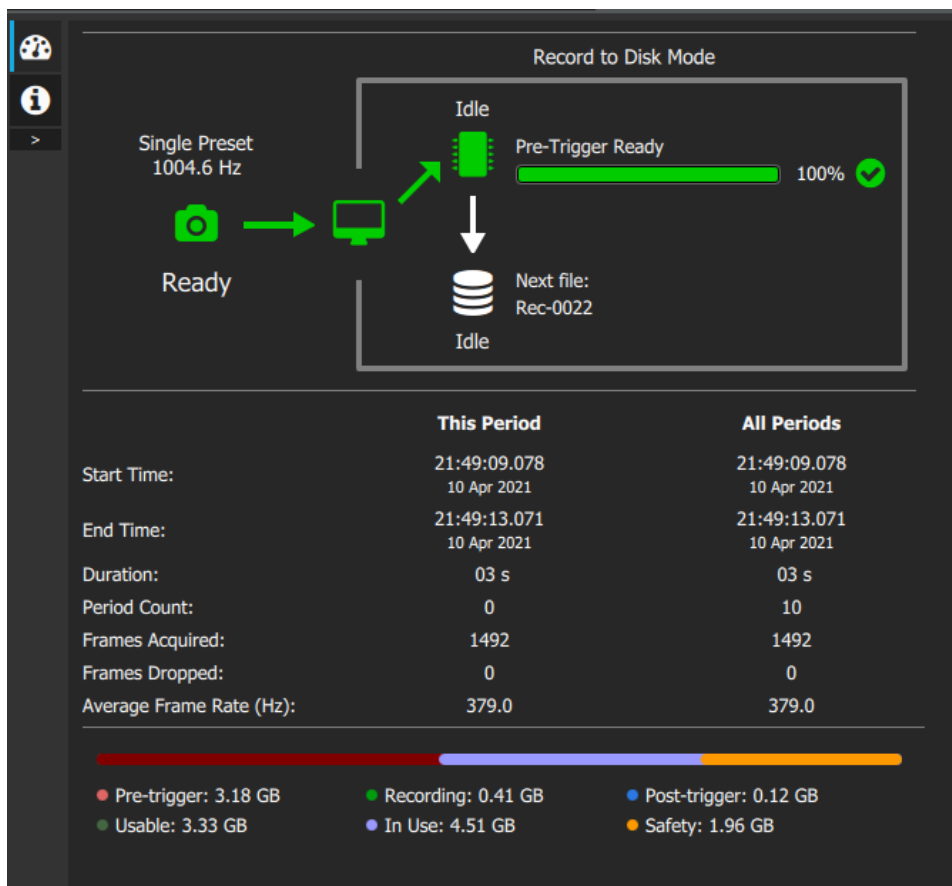 Record to Disk Mode
Idle
Single Preset
1004.6 Hz
Pre-Trigger Ready
100%
Ready
Next file:
Rec-0022
Idle
This Period All Periods
Start Time: 21:49:09.078 21:49:09.078
10 Apr 2021 10 Apr 2021
End Time: 21:49:13.071 21:49:13.071
10 Apr 2021 10 Apr 2021
Duration: 03 s 03 s
Period Count: 0 10
Frames Acquired: 1492 1492
Frames Dropped: 0 0
Average Frame Rate (Hz): 379.0 379.0
Pre-trigger: 3.18 GB Recording: 0.41 GB Post-trigger: 0.12 GB
Usable: 3.33 GB In Use: 4.51 GB Safety: 1.96 GB